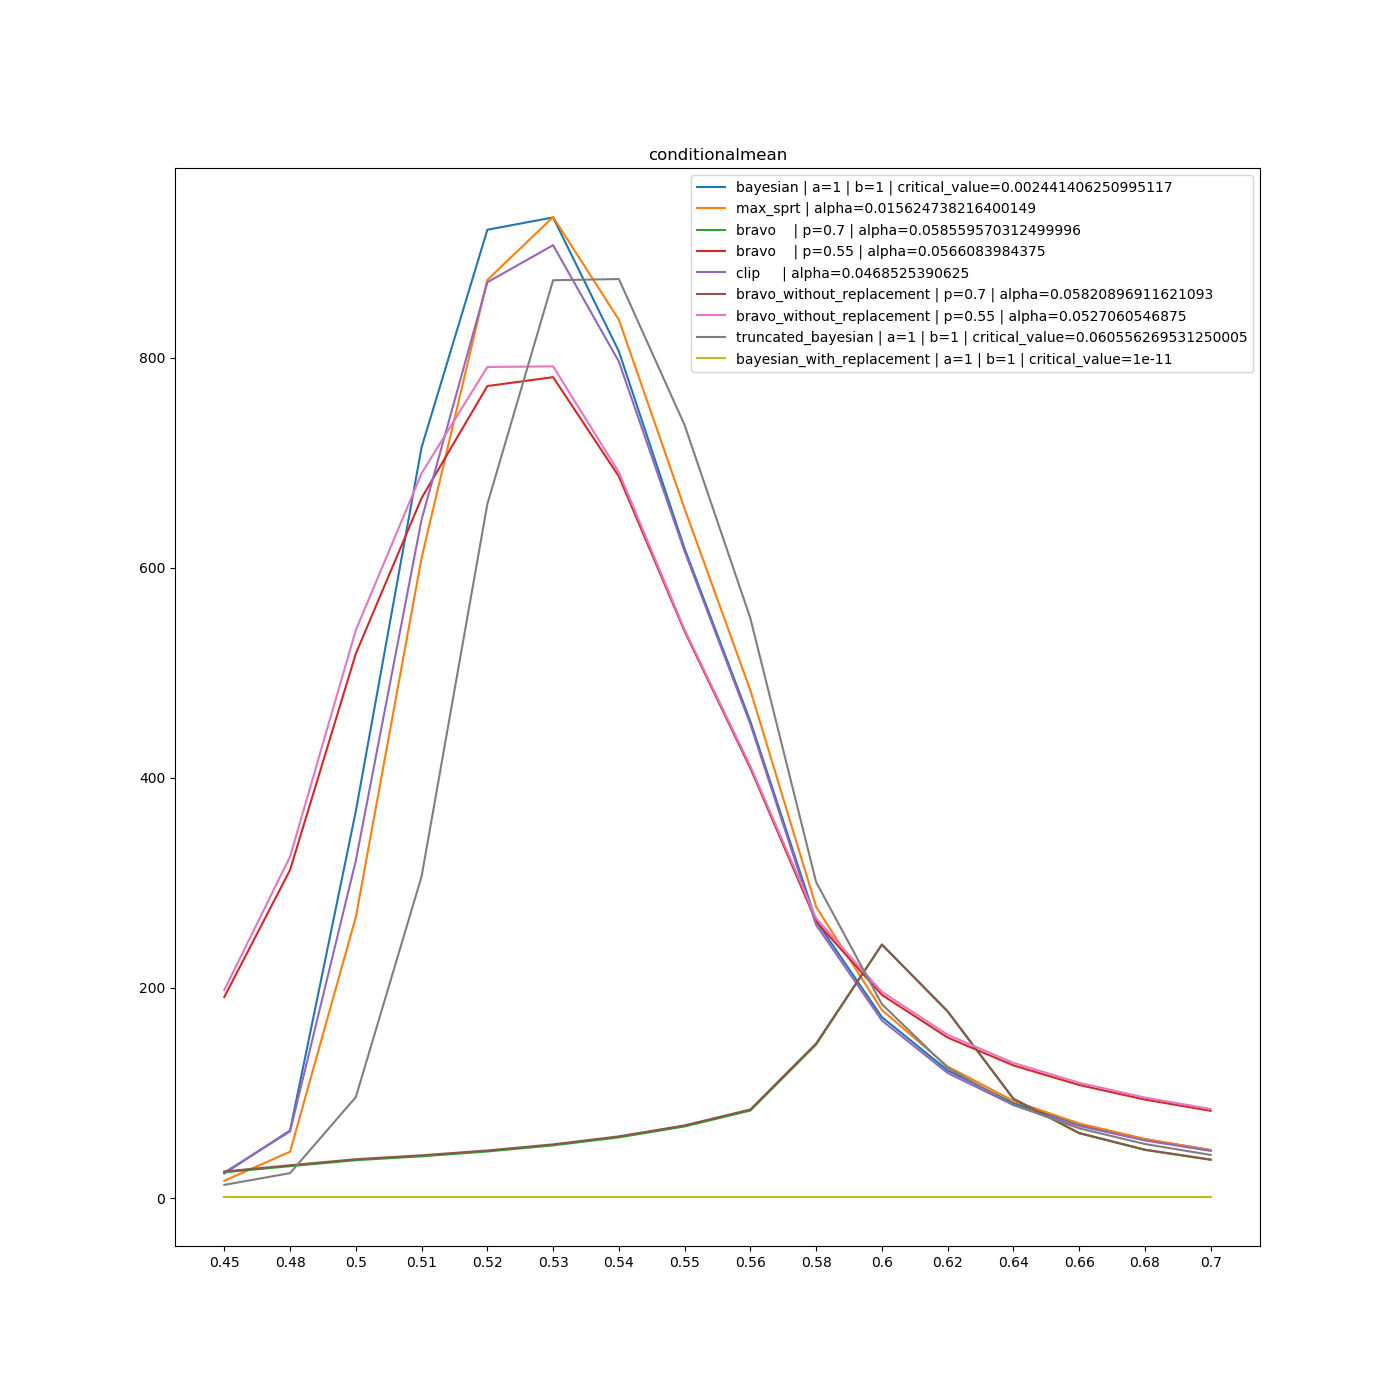 conditionalmean
bayesian | a=1 | b=1 | critical_value=0.002441406250995117
max_sprt | alpha=0.015624738216400149
bravo    | p=0.7 | alpha=0.058559570312499996
bravo    | p=0.55 | alpha=0.0566083984375
clip     | alpha=0.0468525390625
bravo_without_replacement | p=0.7 | alpha=0.05820896911621093
bravo_without_replacement | p=0.55 | alpha=0.0527060546875
truncated_bayesian | a=1 | b=1 | critical_value=0.060556269531250005
bayesian_with_replacement | a=1 | b=1 | critical_value=1e-11
800
600
400
200
0
0.45 0.48 0.5 0.51 0.52 0.53 0.54 0.55 0.56 0.58 0.6 0.62 0.64 0.66 0.68 0.7